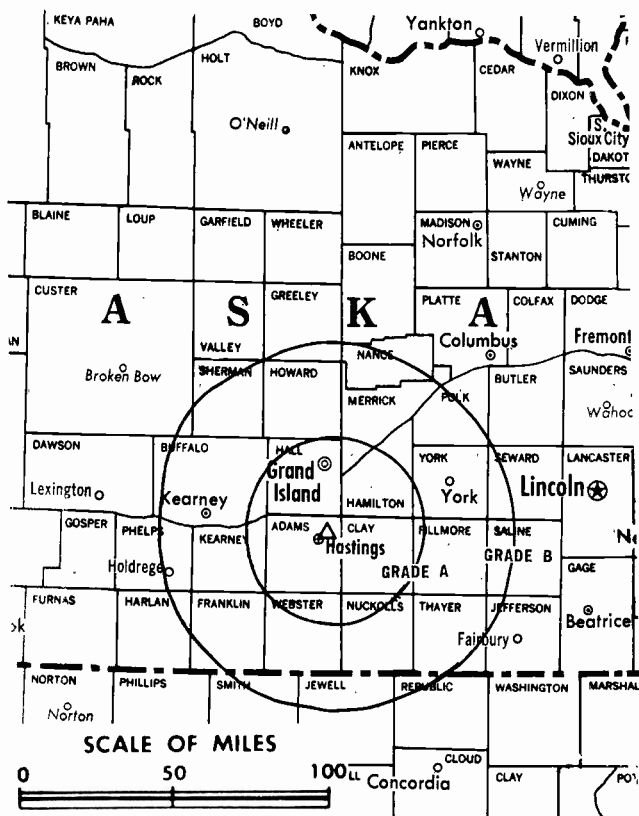 KEYA PAHA
BOYD
Yankton
Vermillion
BROWN
ROCK
HOLT
KNOX
CEDAR
DIXON
O'Neill
S.
Sioux City
ANTELOPE
PIERCE
WAYNE
DAKOT
THURSTO
Wayne
BLAINE
LOUP
GARFIELD
WHEELER
MADISON
CUMING
Norfolk
STANTON
BOONE
CUSTER
GREELEY
PLATTE
COLFAX
DODGE
A S K A
VALLEY
NANCE
Columbus
Fremont
Broken Bow
SHERMAN
HOWARD
BUTLER
SAUNDERS
MERRICK
POLK
Wahoo
DAWSON
BUFFALO
HALL
YORK
SEWARD
LANCASTER
Grand
Island
Lexington
Kearney
York
Lincoln
HAMILTON
GOSPER
PHELPS
KEARNEY
ADAMS
CLAY
FILLMORE
SALINE
Hastings
GRADE B
GAGE
Holdrege
GRADE A
FURNAS
HARLAN
FRANKLIN
WEBSTER
NUCKOLLS
THAYER
JEFFERSON
Beatrice
Fairbury
NORTON
PHILLIPS
SMITH
JEWELL
REPUBLIC
WASHINGTON
MARSHAL
Norton
SCALE OF MILES
CLOUD
0 50 100
LL
Concordia
CLAY